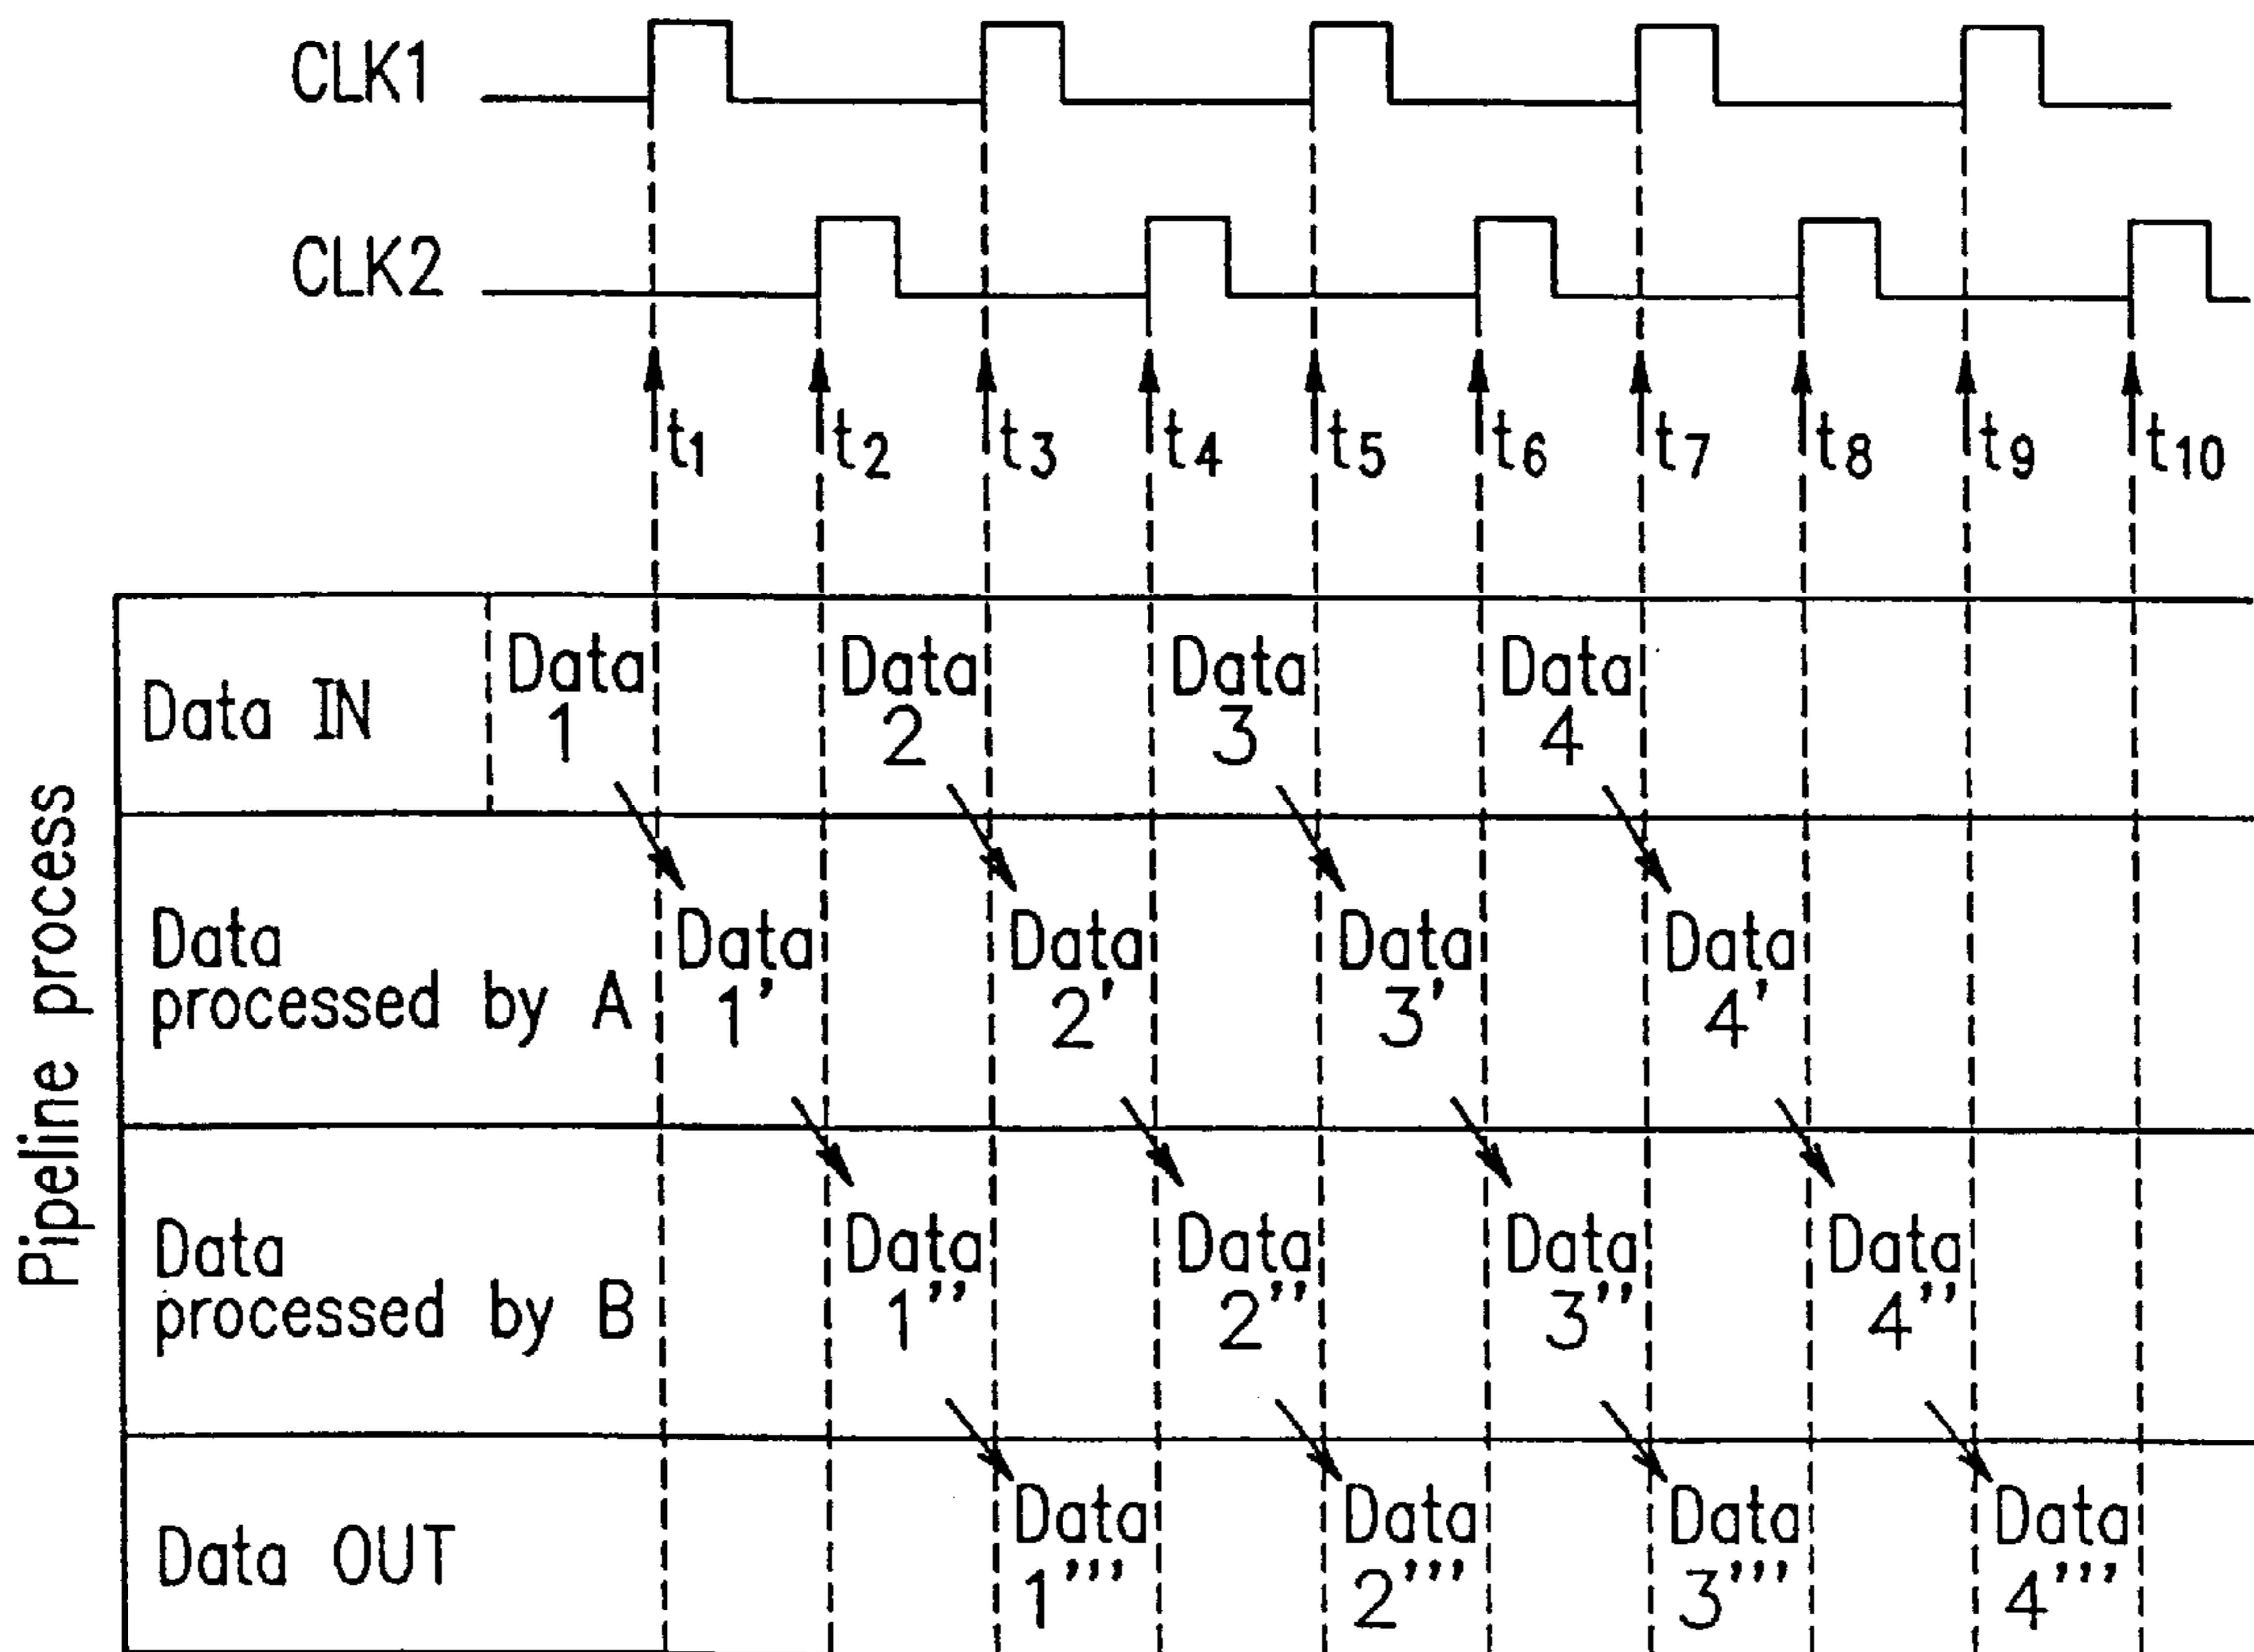 CLK1
CLK2
t1 t2 t3 t4 t5 t6 t7 t8 t9 t10
Pipeline process
Data IN
Data 1
Data 2
Data 3
Data 4
Data processed by A
Data 1'
Data 2'
Data 3'
Data 4'
Data processed by B
Data 1''
Data 2''
Data 3''
Data 4''
Data OUT
Data 1'''
Data 2'''
Data 3'''
Data 4'''